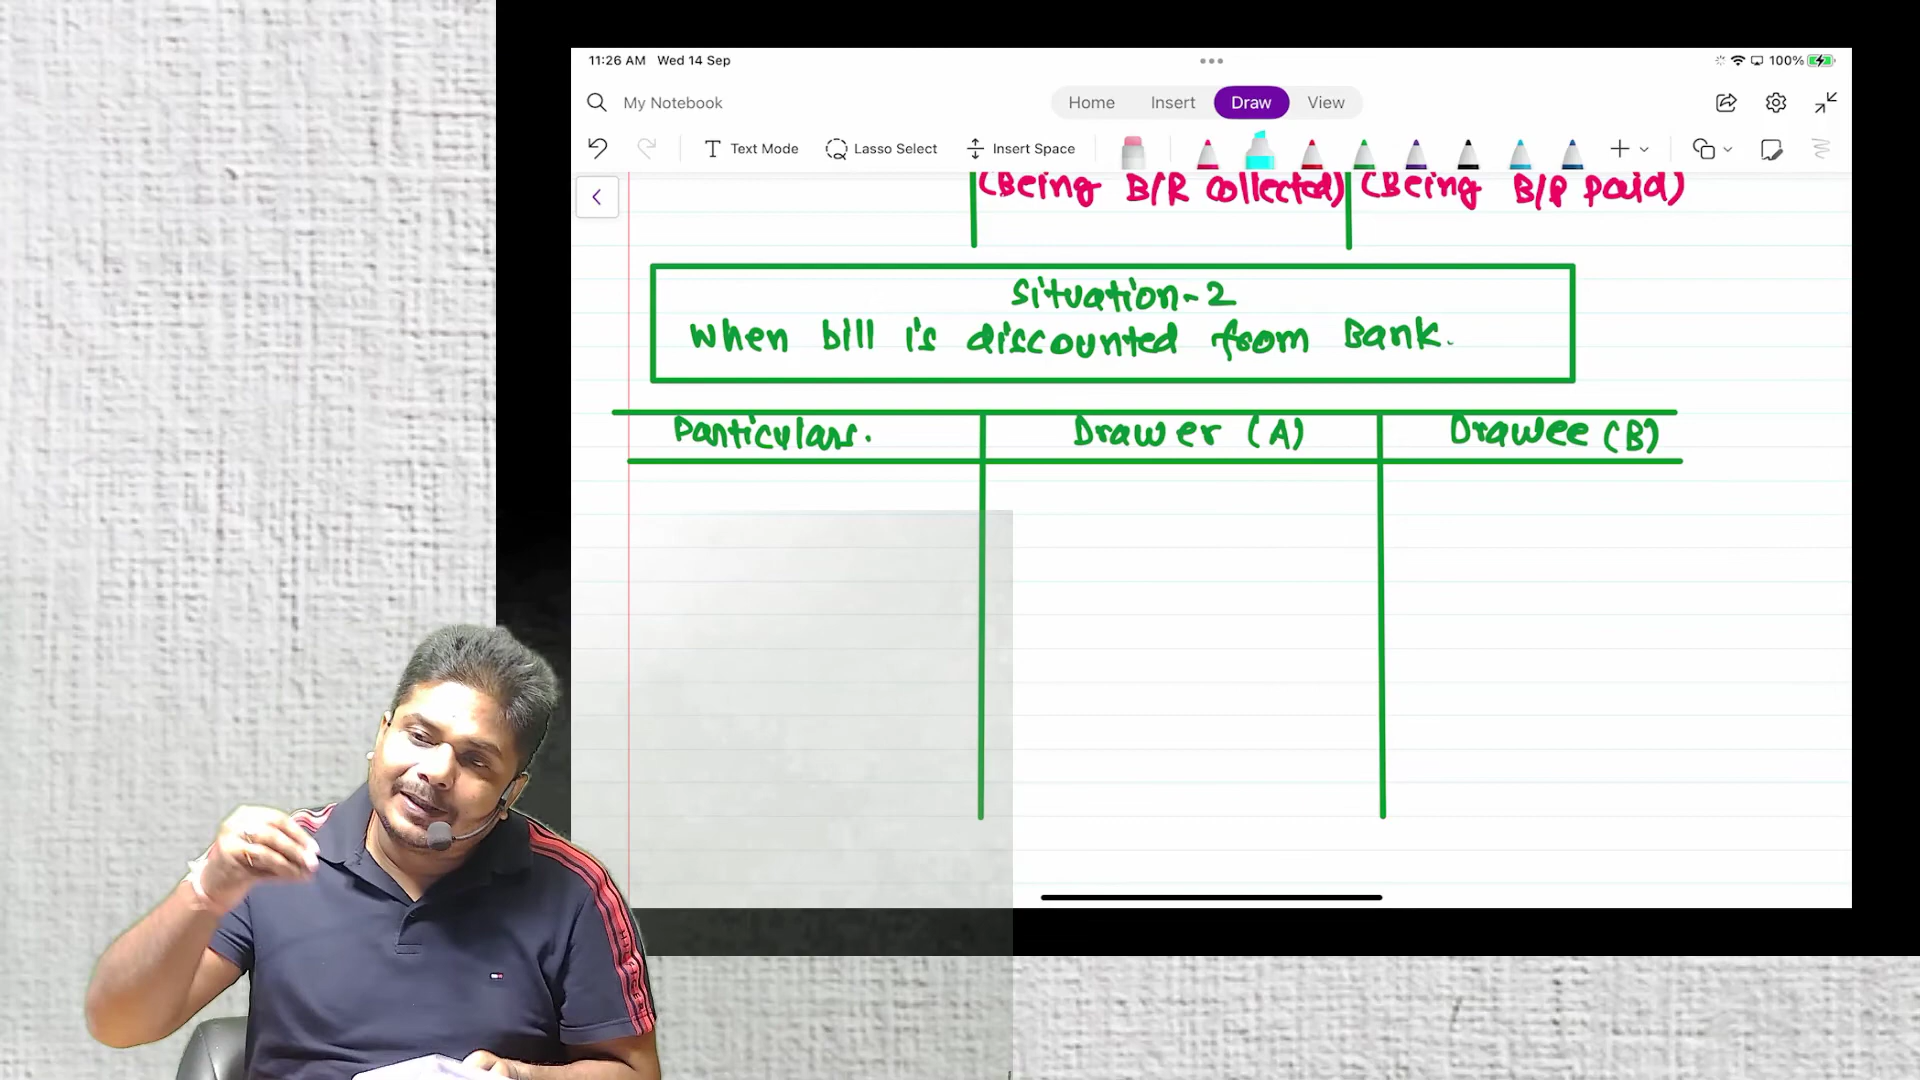 11:26 AM Wed 14 Sep
100%
My Notebook
Home Insert Draw View
Text Mode Lasso Select Insert Space
(Being B/R collected) (Being B/P paid)
Situation-2
When bill is discounted from Bank.
Particulars. Drawer (A) Drawee (B)